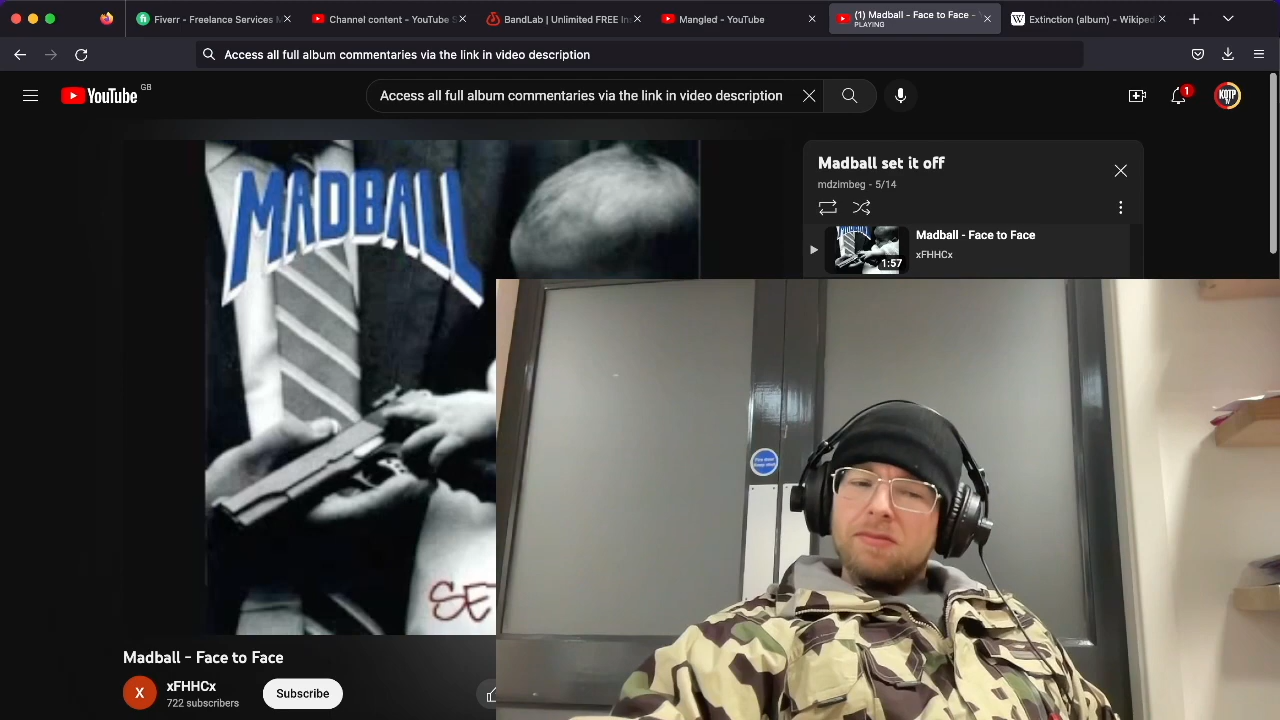 Fiverr - Freelance Services M
Channel content - YouTube S
BandLab | Unlimited FREE In
Mangled - YouTube
(1) Madball - Face to Face -
PLAYING
Extinction (album) - Wikiped
Access all full album commentaries via the link in video description
YouTube
GB
Access all full album commentaries via the link in video description
1
MADBALL
SE
Madball set it off
mdzimbeg - 5/14
Madball - Face to Face
xFHHCx
1:57
Madball - Face to Face
X
xFHHCx
722 subscribers
Subscribe